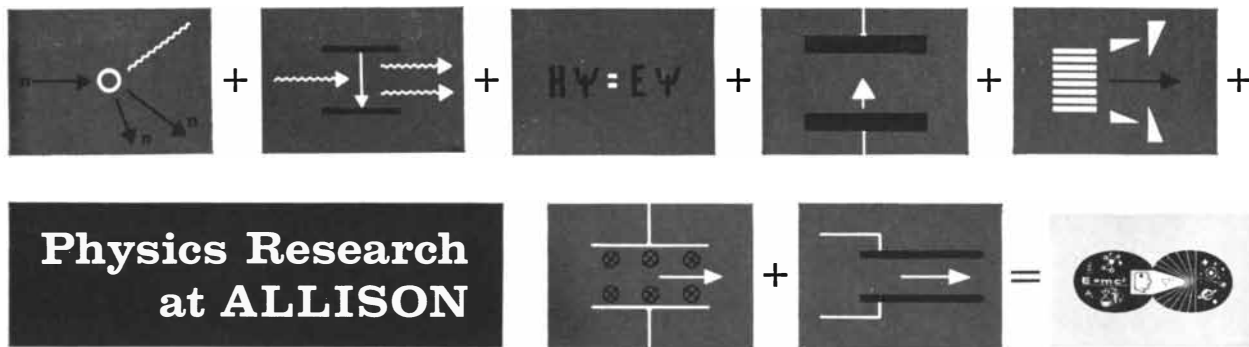 n n n
+ + HΨ = EΨ + + +
Physics Research
at ALLISON
+ =
E=mc²